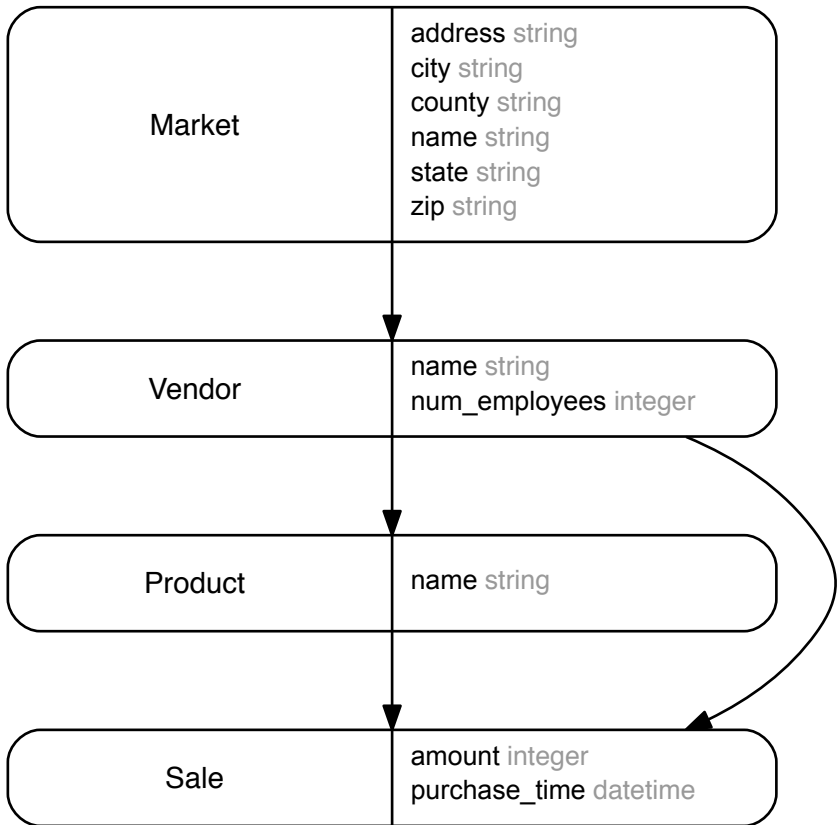 Market
address string
city string
county string
name string
state string
zip string
Vendor
name string
num_employees integer
Product
name string
Sale
amount integer
purchase_time datetime